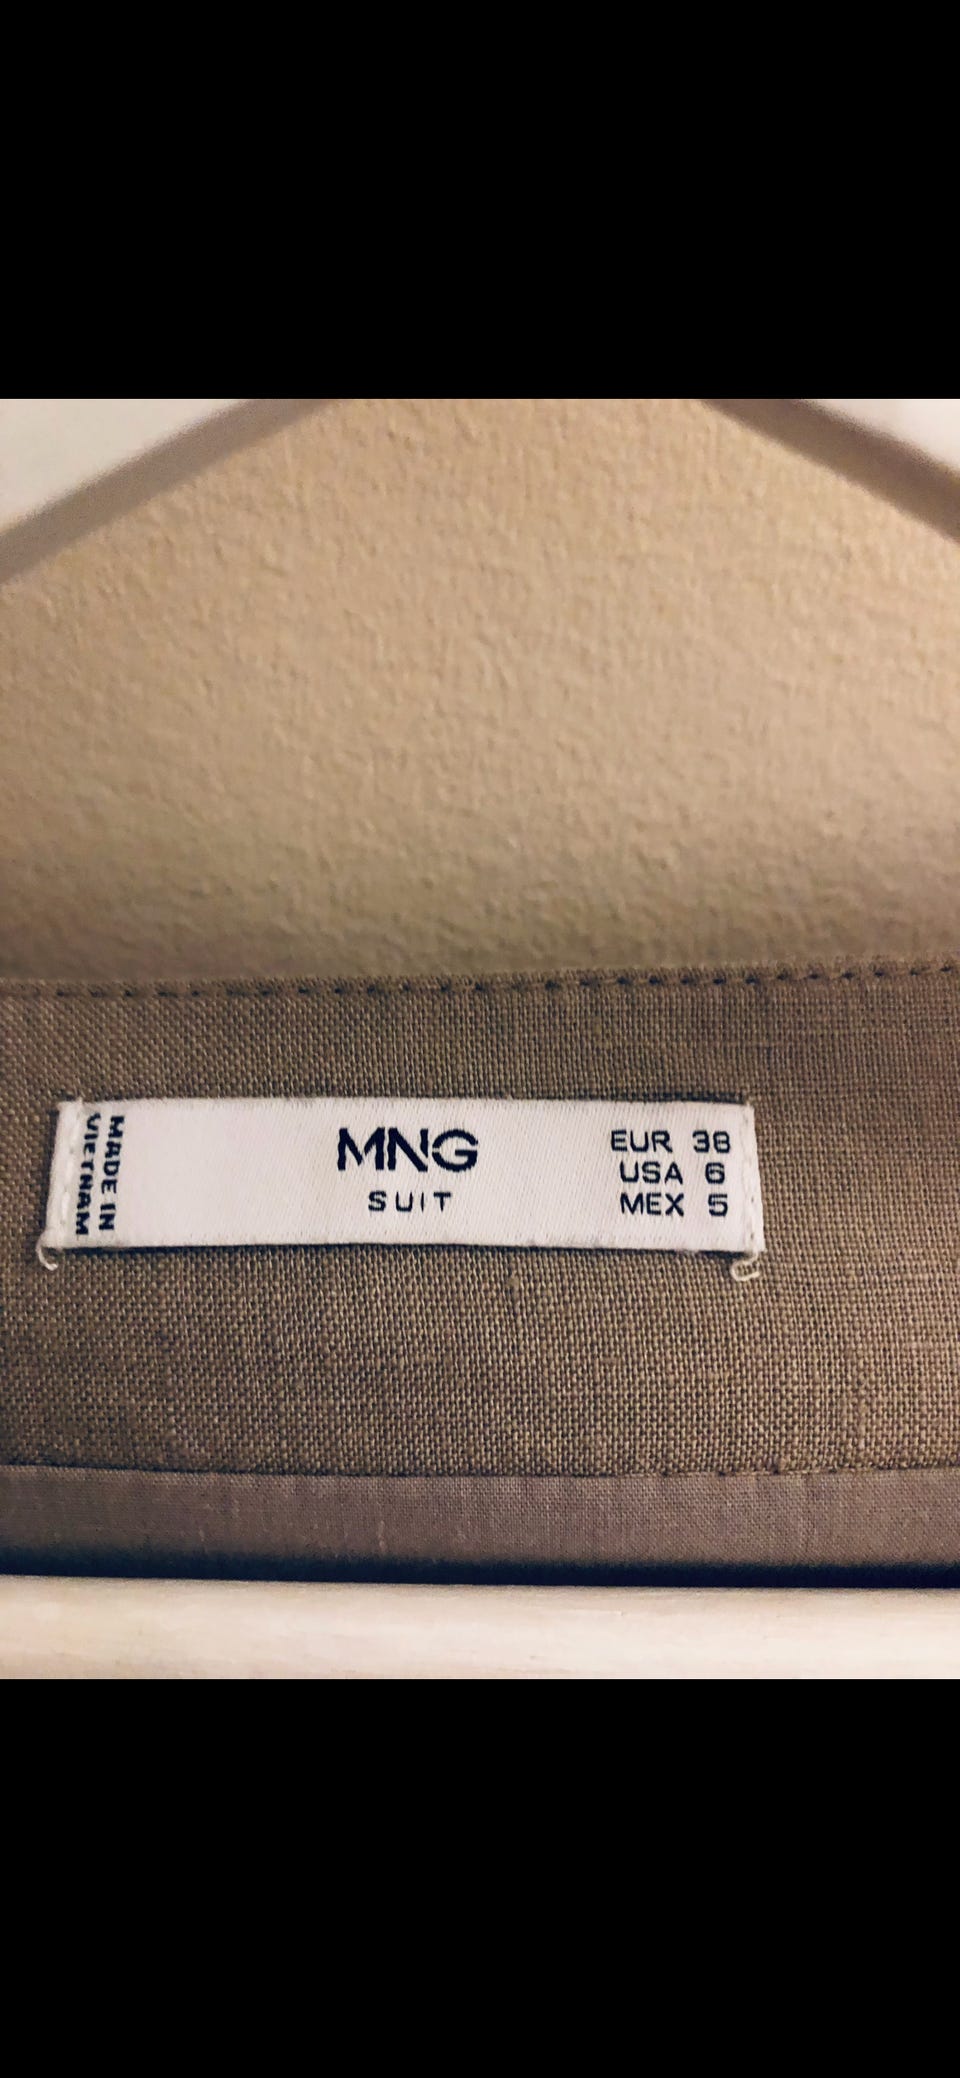 MADE IN
VIETNAM
MNG
SUIT
EUR 38
USA 6
MEX 5